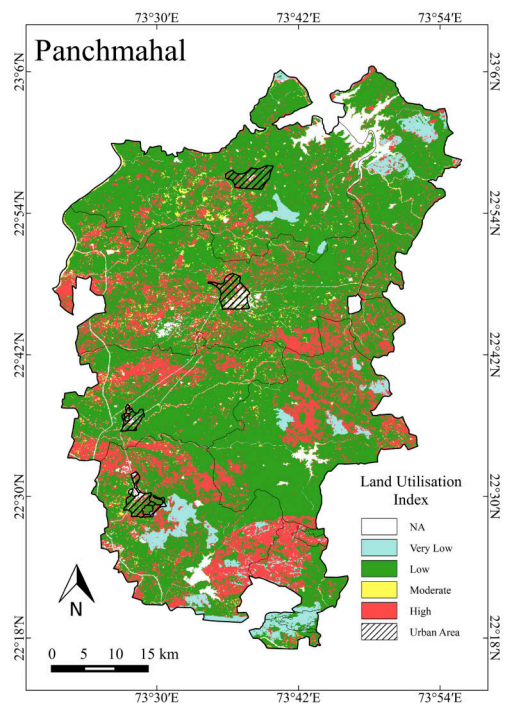 73°30'E 73°42'E 73°54'E
Panchmahal
23°6'N 23°6'N
22°54'N 22°54'N
22°42'N 22°42'N
22°30'N 22°30'N
22°18'N 22°18'N
Land Utilisation
Index
NA
Very Low
Low
Moderate
High
Urban Area
N
0 5 10 15 km
73°30'E 73°42'E 73°54'E